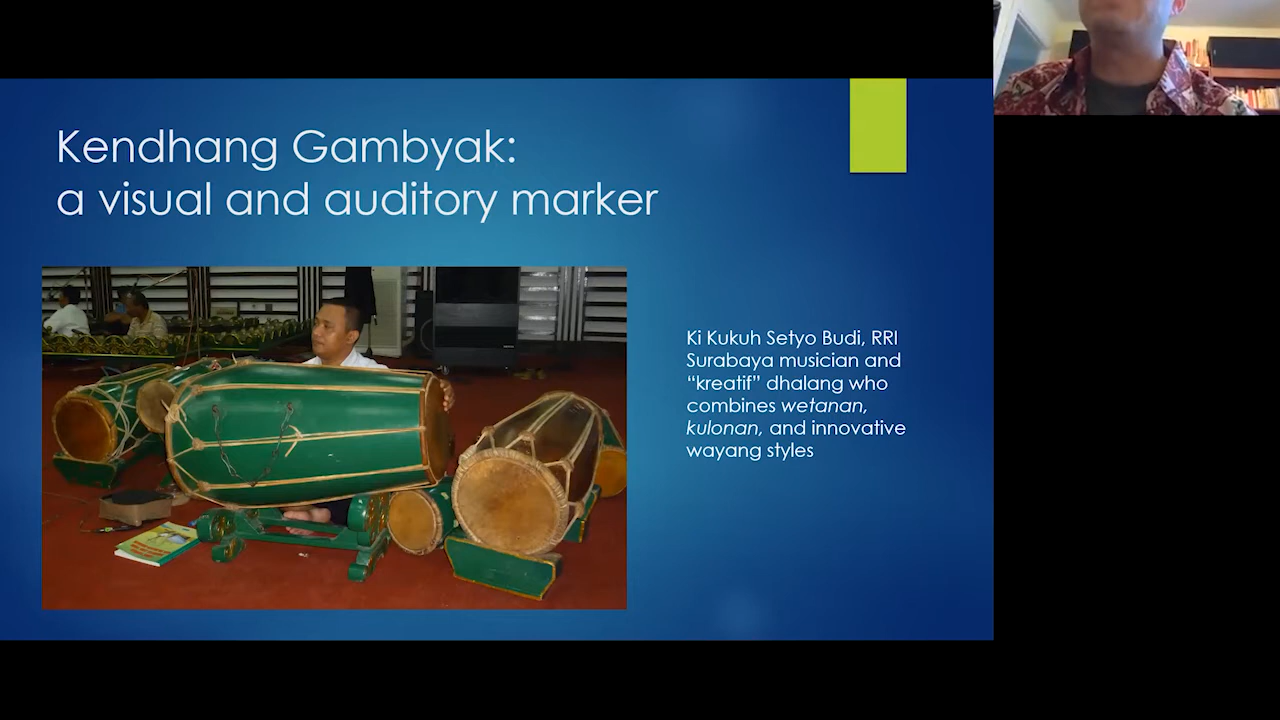 Kendhang Gambyak:
a visual and auditory marker
Ki Kukuh Setyo Budi, RRI
Surabaya musician and
“kreatif” dhalang who
combines wetanan,
kulonan, and innovative
wayang styles